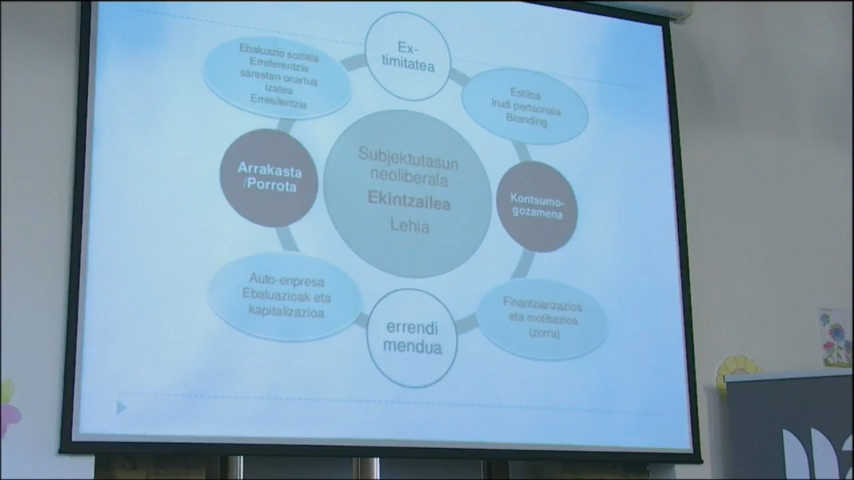 Ex-
timitatea
Ebaluazio soziala
Erreferentzia
sareetan onartua
izatea
Erresilentzia
Estiloa
Irudi pertsonala
Branding
Subjektutasun
neoliberala
Ekintzailea
Lehia
Arrakasta
/Porrota
Kontsumo-
gozamena
Auto-enpresa
Ebaluazioak eta
kapitalizazioa
Finantziarizazioa
eta motibazioa
(zorra)
errendi
mendua